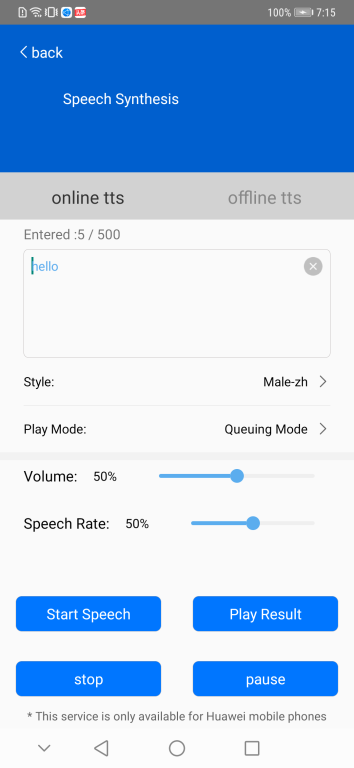 100% 7:15
back
Speech Synthesis
online tts offline tts
Entered :5 / 500
hello
Style: Male-zh
Play Mode: Queuing Mode
Volume: 50%
Speech Rate: 50%
Start Speech Play Result
stop pause
* This service is only available for Huawei mobile phones